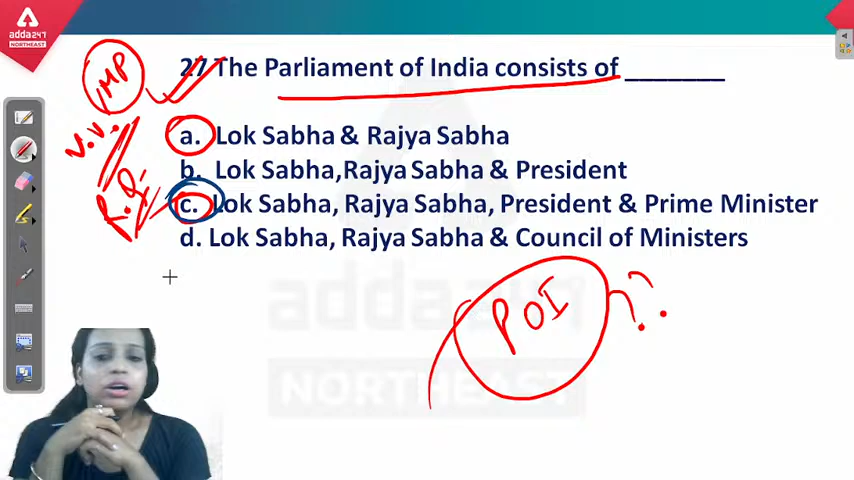 adda247
NORTHEAST
27 The Parliament of India consists of ________
IMP
V.V.
R.Q.
a. Lok Sabha & Rajya Sabha
b. Lok Sabha,Rajya Sabha & President
c. Lok Sabha, Rajya Sabha, President & Prime Minister
d. Lok Sabha, Rajya Sabha & Council of Ministers
POI ??
adda247
NORTHEAST